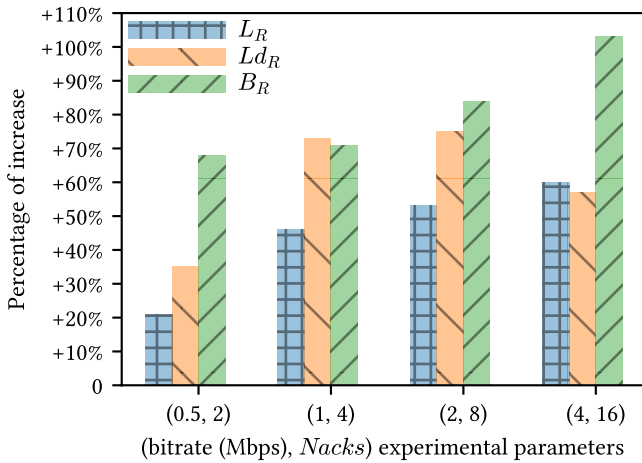 +110%
+100%
+90%
+80%
+70%
+60%
+50%
+40%
+30%
+20%
+10%
0
Percentage of increase
L_R
Ld_R
B_R
(0.5, 2) (1, 4) (2, 8) (4, 16)
(bitrate (Mbps), Nacks) experimental parameters